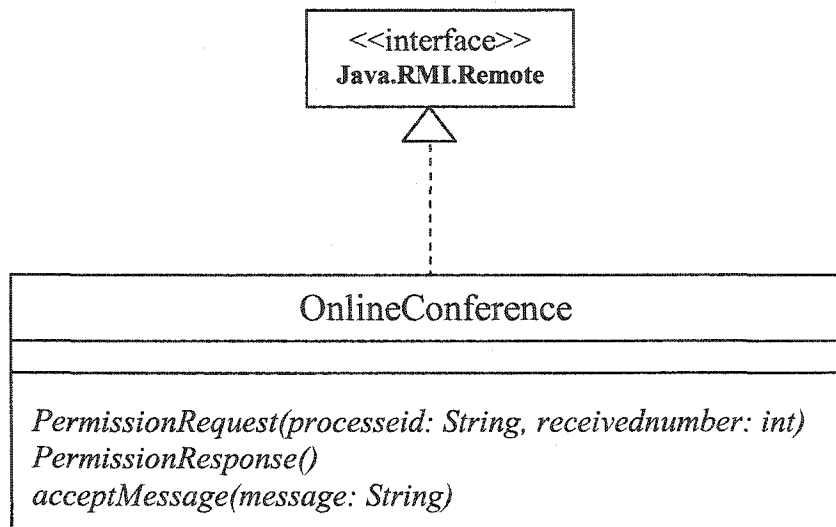 <<interface>>
Java.RMI.Remote
OnlineConference
PermissionRequest(processeid: String, receivednumber: int)
PermissionResponse()
acceptMessage(message: String)